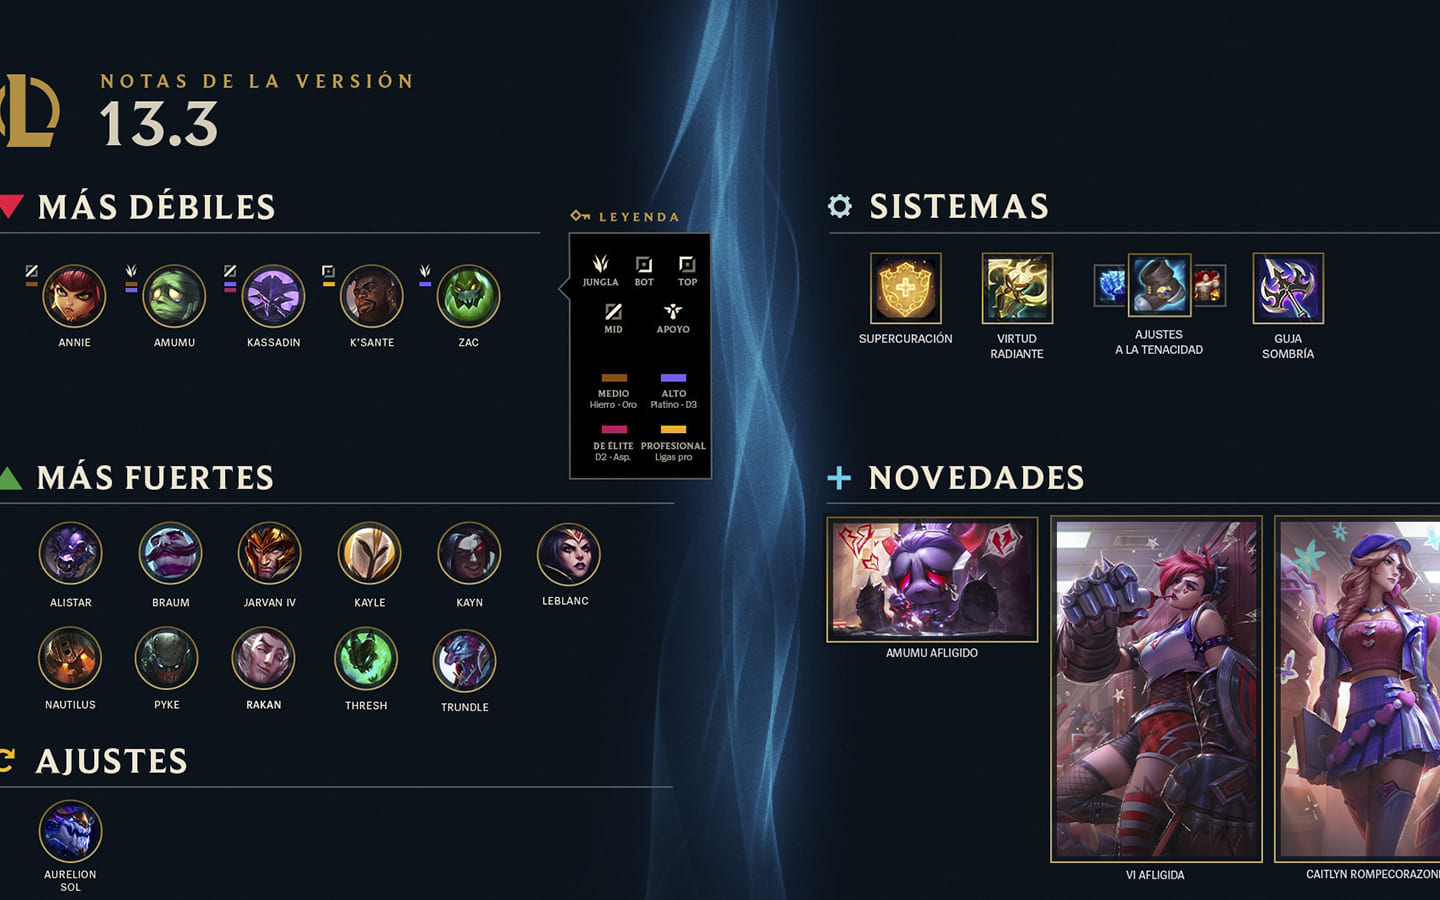 NOTAS DE LA VERSIÓN
13.3
MÁS DÉBILES
ANNIE
AMUMU
KASSADIN
K'SANTE
ZAC
LEYENDA
JUNGLA
BOT
TOP
MID
APOYO
MEDIO
Hierro - Oro
ALTO
Platino - D3
DE ÉLITE
D2 - Asp.
PROFESIONAL
Ligas pro
MÁS FUERTES
ALISTAR
BRAUM
JARVAN IV
KAYLE
KAYN
LEBLANC
NAUTILUS
PYKE
RAKAN
THRESH
TRUNDLE
AJUSTES
AURELION
SOL
SISTEMAS
SUPERCURACIÓN
VIRTUD
RADIANTE
AJUSTES
A LA TENACIDAD
GUJA
SOMBRÍA
NOVEDADES
AMUMU AFLIGIDO
VI AFLIGIDA
CAITLYN ROMPECORAZON